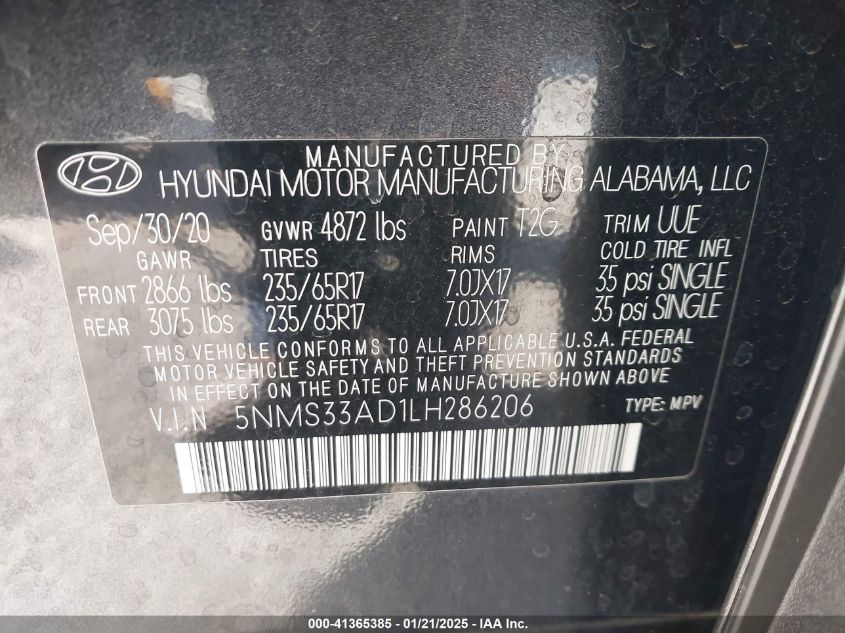 MANUFACTURED BY
HYUNDAI MOTOR MANUFACTURING ALABAMA, LLC
Sep/30/20 GVWR 4872 lbs PAINT T2G TRIM UUE
GAWR TIRES RIMS COLD TIRE INFL
FRONT 2866 lbs 235/65R17 7.0JX17 35 psi SINGLE
REAR 3075 lbs 235/65R17 7.0JX17 35 psi SINGLE
THIS VEHICLE CONFORMS TO ALL APPLICABLE U.S.A. FEDERAL
MOTOR VEHICLE SAFETY AND THEFT PREVENTION STANDARDS
IN EFFECT ON THE DATE OF MANUFACTURE SHOWN ABOVE.
V.I.N 5NMS33AD1LH286206 TYPE: MPV
000-41365385 - 01/21/2025 - IAA Inc.